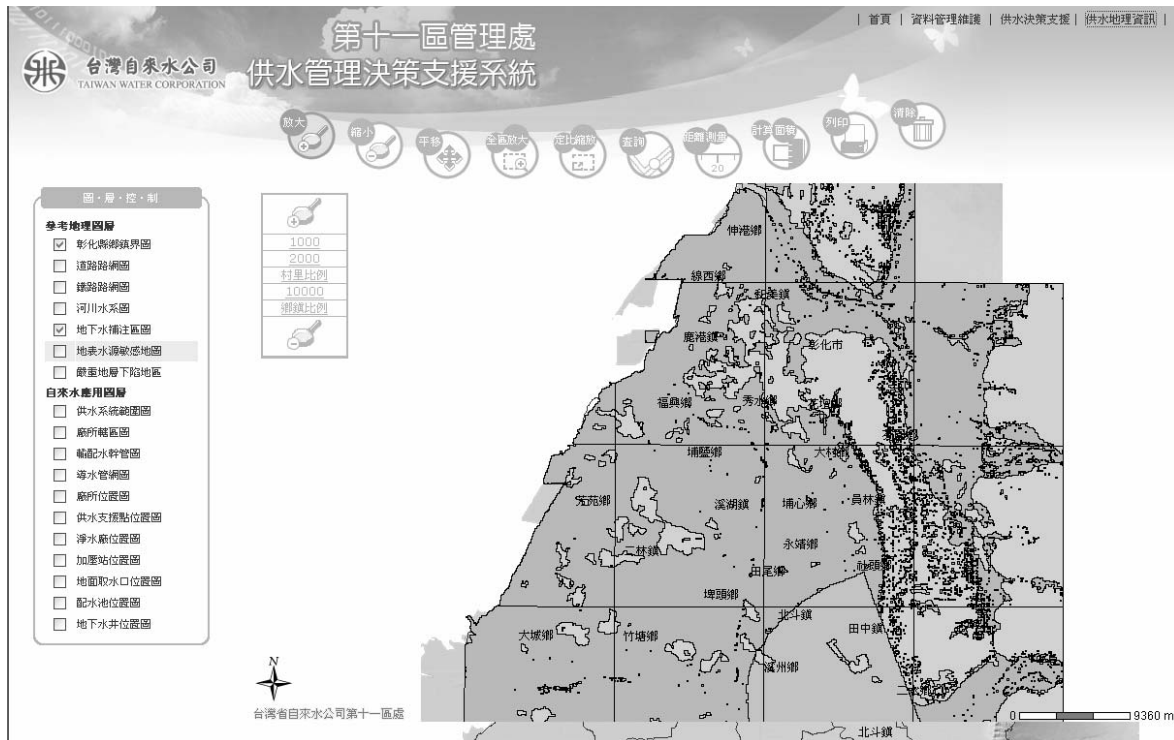 | 首頁 | 資料管理維護 | 供水決策支援 | 供水地理資訊 |
台灣自來水公司
TAIWAN WATER CORPORATION
第十一區管理處
供水管理決策支援系統
放大
縮小
平移
全區放大
定比縮放
查詢
距離測量
20
計算面積
列印
清除
圖‧層‧控‧制
參考地理圖層
彰化縣鄉鎮界圖
道路路網圖
鐵路路網圖
河川水系圖
地下水補注區圖
地表水源敏感地圖
嚴重地層下陷地區
自來水應用圖層
供水系統範圍圖
廠所轄區圖
輸配水幹管圖
導水管網圖
廠所位置圖
供水支援點位置圖
淨水廠位置圖
加壓站位置圖
地面取水口位置圖
配水池位置圖
地下水井位置圖
1000
2000
村里比例
10000
鄉鎮比例
伸港鄉
線西鄉
和美鎮
鹿港鎮
彰化市
福興鄉
秀水鄉
花壇鄉
埔鹽鄉
大村鄉
芳苑鄉
溪湖鎮
埔心鄉
員林鎮
二林鎮
永靖鄉
田尾鄉
社頭鄉
埤頭鄉
北斗鎮
田中鎮
大城鄉
竹塘鄉
溪州鄉
二水鄉
北斗鎮
N
台灣省自來水公司第十一區處
0
9360 m